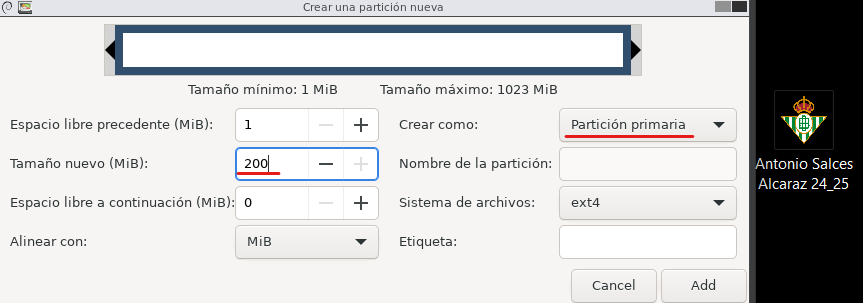 Crear una partición nueva
Tamaño mínimo: 1 MiB Tamaño máximo: 1023 MiB
Espacio libre precedente (MiB): 1 Crear como: Partición primaria
Tamaño nuevo (MiB): 200 Nombre de la partición:
Espacio libre a continuación (MiB): 0 Sistema de archivos: ext4
Alinear con: MiB Etiqueta:
Cancel Add
Antonio Salces
Alcaraz 24_25